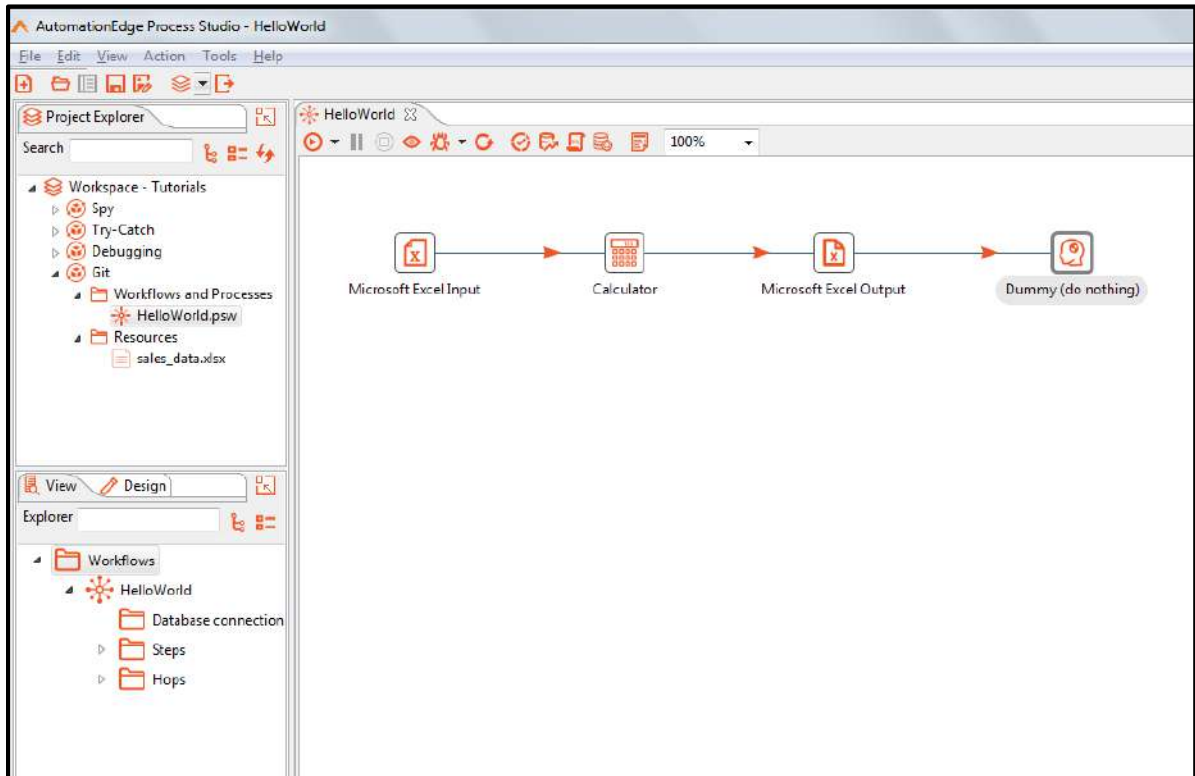 AutomationEdge Process Studio - HelloWorld
File Edit View Action Tools Help
Project Explorer
Search
Workspace - Tutorials
Spy
Try-Catch
Debugging
Git
Workflows and Processes
HelloWorld.psw
Resources
sales_data.xlsx
View Design
Explorer
Workflows
HelloWorld
Database connection
Steps
Hops
HelloWorld
100%
Microsoft Excel Input Calculator Microsoft Excel Output Dummy (do nothing)